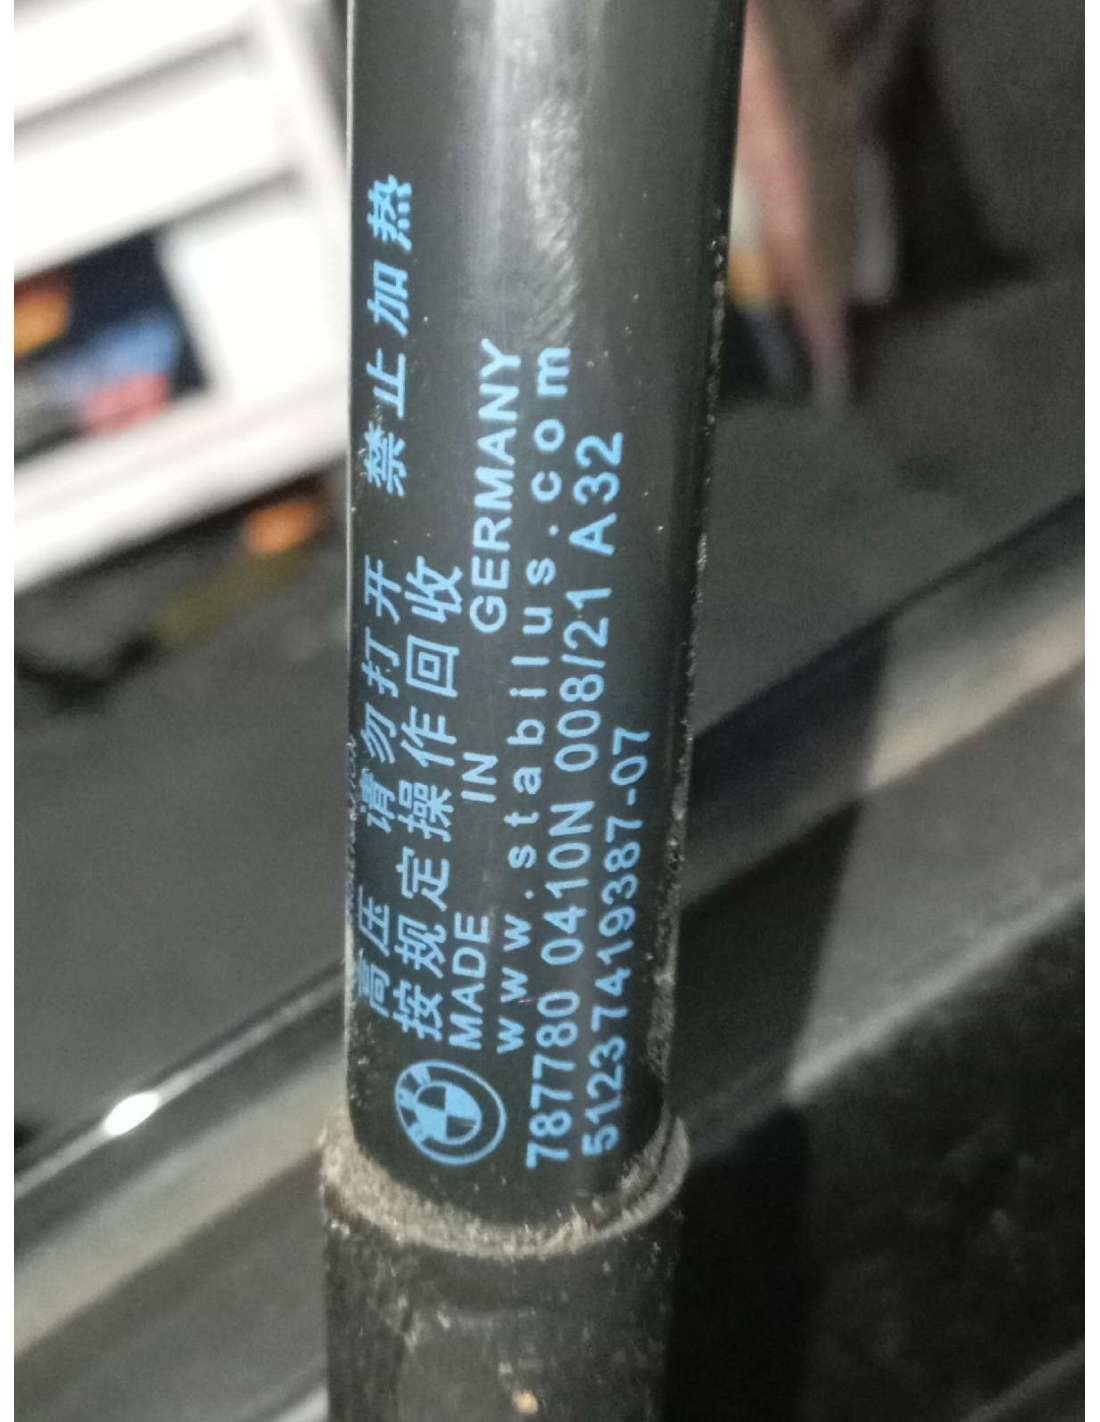 高压 请勿打开 禁止加热
按规定操作回收
MADE IN GERMANY
www.stabilus.com
787780 0410N 008/21 A32
51237419387-07